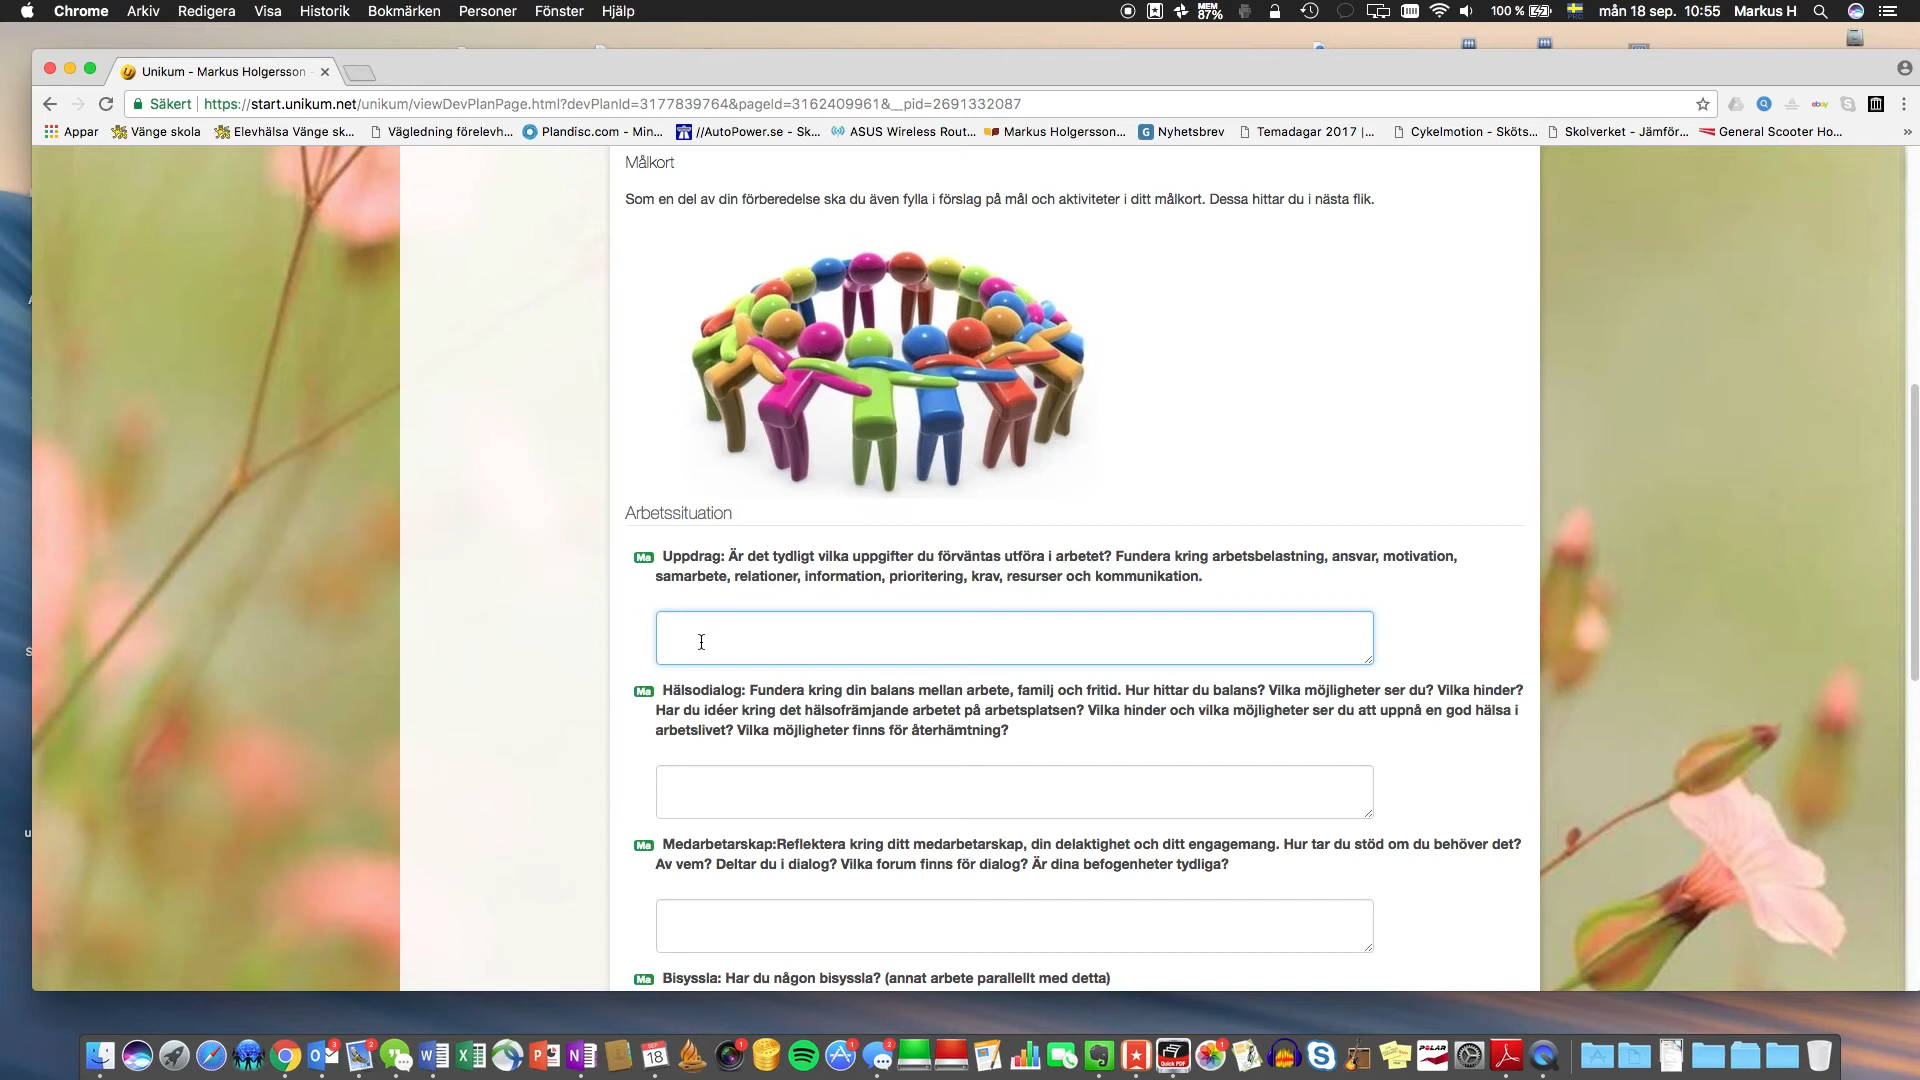 Chrome Arkiv Redigera Visa Historik Bokmärken Personer Fönster Hjälp MEM 87% 100 % PRO mån 18 sep. 10:55 Markus H
Unikum - Markus Holgersson
Säkert https://start.unikum.net/unikum/viewDevPlanPage.html?devPlanId=3177839764&pageId=3162409961&__pid=2691332087
Appar Vänge skola Elevhälsa Vänge sk... Vägledning förelevh... Plandisc.com - Min... //AutoPower.se - Sk... ASUS Wireless Rout... Markus Holgersson... Nyhetsbrev Temadagar 2017 |... Cykelmotion - Sköts... Skolverket - Jämför... General Scooter Ho... »
Målkort
Som en del av din förberedelse ska du även fylla i förslag på mål och aktiviteter i ditt målkort. Dessa hittar du i nästa flik.
Arbetssituation
Ma Uppdrag: Är det tydligt vilka uppgifter du förväntas utföra i arbetet? Fundera kring arbetsbelastning, ansvar, motivation,
samarbete, relationer, information, prioritering, krav, resurser och kommunikation.
Ma Hälsodialog: Fundera kring din balans mellan arbete, familj och fritid. Hur hittar du balans? Vilka möjligheter ser du? Vilka hinder?
Har du idéer kring det hälsofrämjande arbetet på arbetsplatsen? Vilka hinder och vilka möjligheter ser du att uppnå en god hälsa i
arbetslivet? Vilka möjligheter finns för återhämtning?
Ma Medarbetarskap:Reflektera kring ditt medarbetarskap, din delaktighet och ditt engagemang. Hur tar du stöd om du behöver det?
Av vem? Deltar du i dialog? Vilka forum finns för dialog? Är dina befogenheter tydliga?
Ma Bisyssla: Har du någon bisyssla? (annat arbete parallellt med detta)